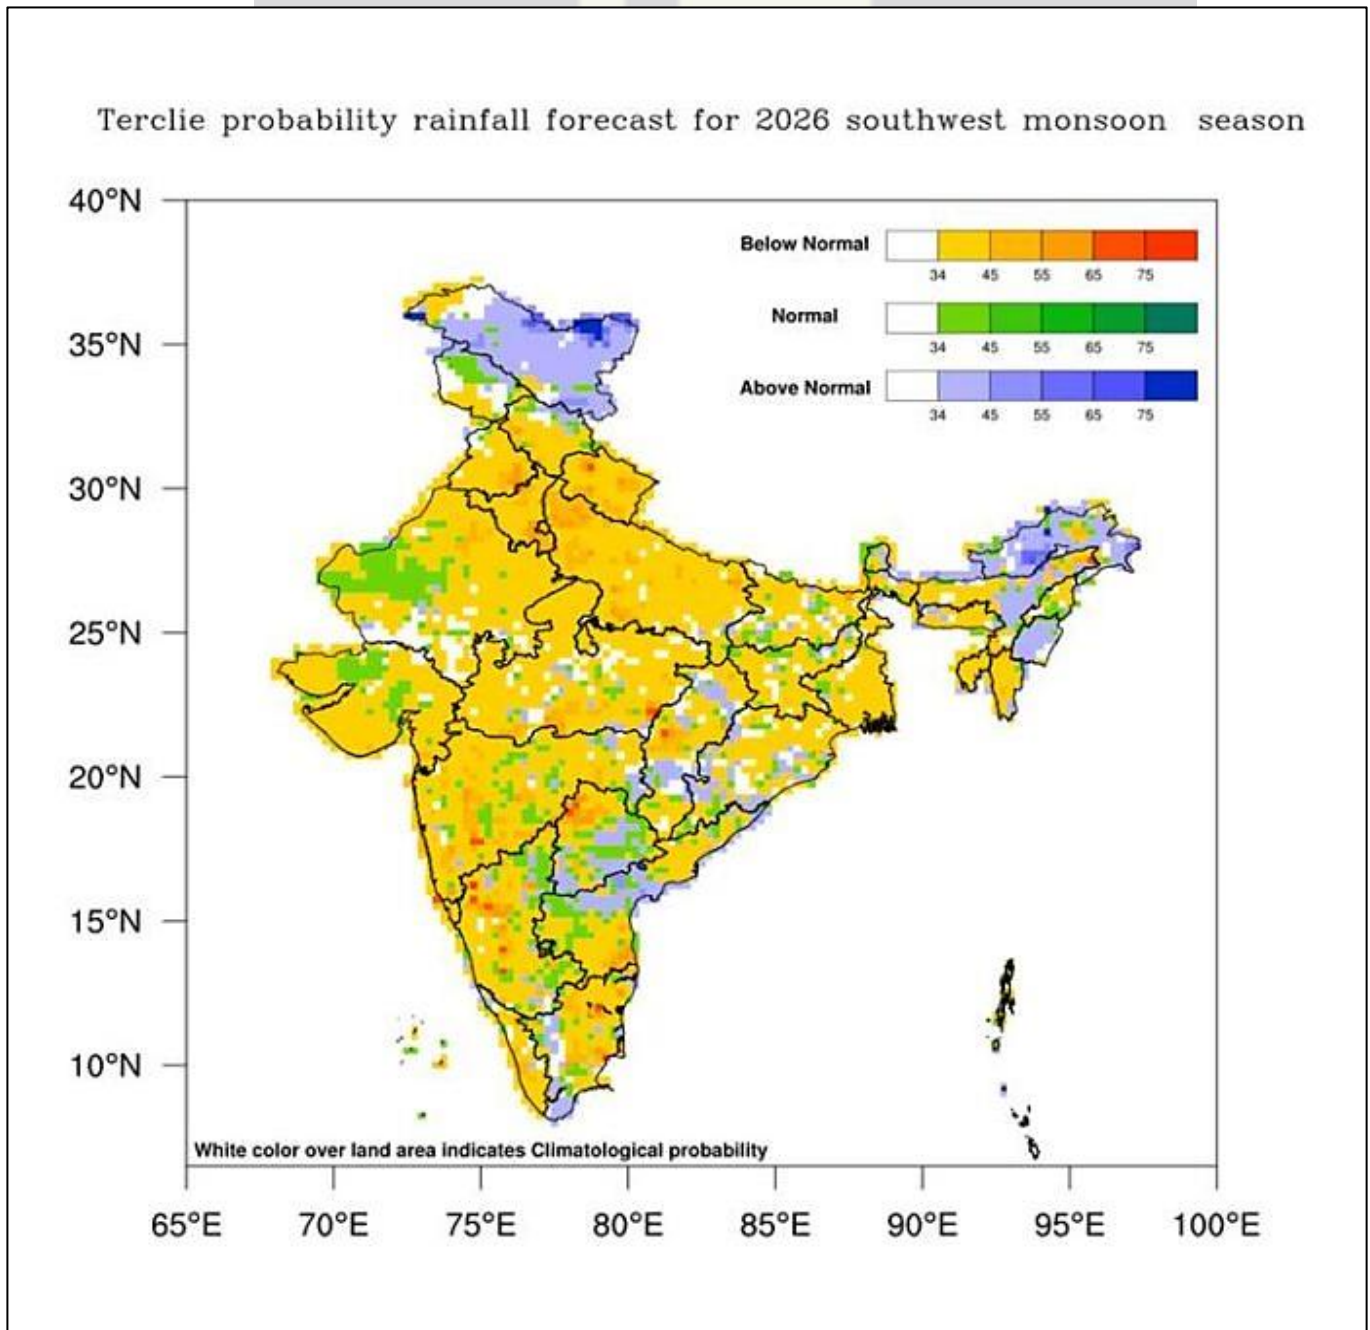 Terclie probability rainfall forecast for 2026 southwest monsoon season
40°N
35°N
30°N
25°N
20°N
15°N
10°N
Below Normal
34 45 55 65 75
Normal
34 45 55 65 75
Above Normal
34 45 55 65 75
White color over land area indicates Climatological probability
65°E 70°E 75°E 80°E 85°E 90°E 95°E 100°E